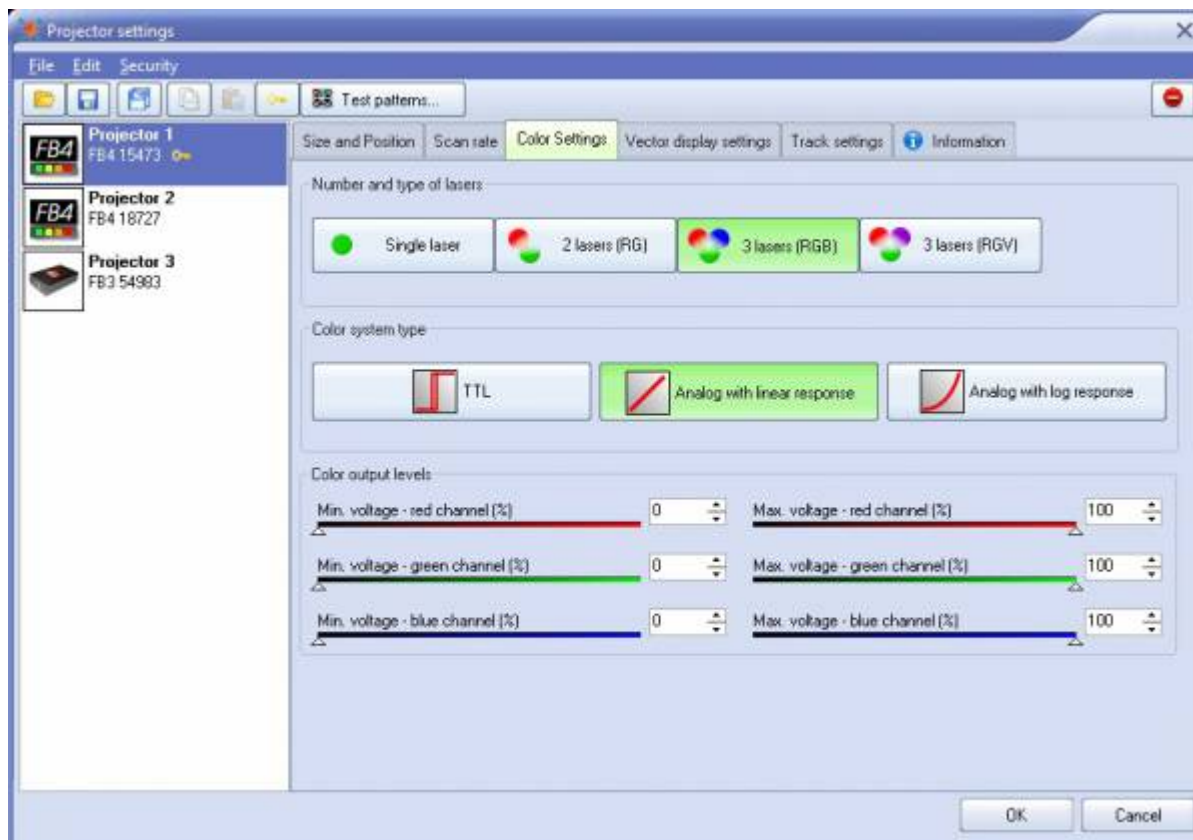 Projector settings
File Edit Security
Test patterns...
FB4 Projector 1
FB4 15473
FB4 Projector 2
FB4 18727
Projector 3
FB3 54983
Size and Position Scan rate Color Settings Vector display settings Track settings Information
Number and type of lasers
Single laser 2 lasers (RG) 3 lasers (RGB) 3 lasers (RGV)
Color system type
TTL Analog with linear response Analog with log response
Color output levels
Min. voltage - red channel (%) 0 Max. voltage - red channel (%) 100
Min. voltage - green channel (%) 0 Max. voltage - green channel (%) 100
Min. voltage - blue channel (%) 0 Max. voltage - blue channel (%) 100
OK Cancel